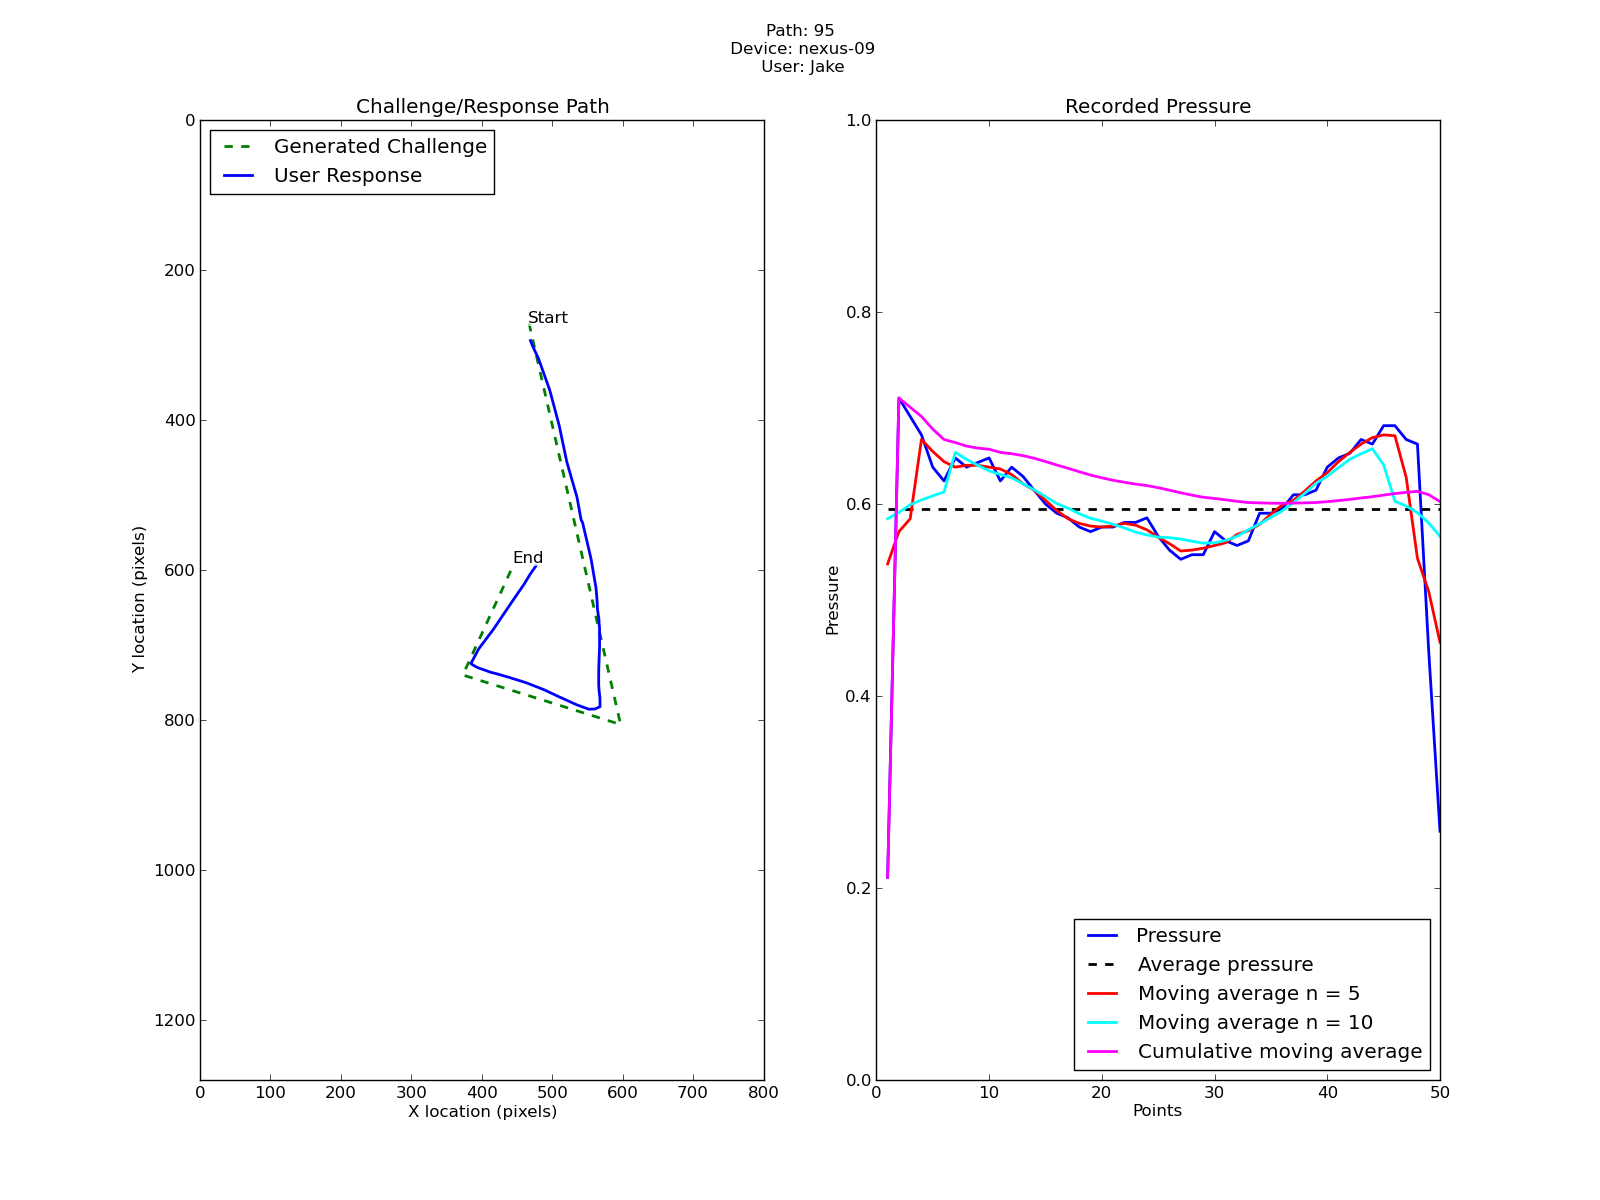 Path: 95
Device: nexus-09
User: Jake
Challenge/Response Path
Generated Challenge
User Response
Start
End
0
200
400
600
800
1000
1200
Y location (pixels)
0 100 200 300 400 500 600 700 800
X location (pixels)
Recorded Pressure
1.0
0.8
0.6
0.4
0.2
0.0
Pressure
Pressure
Average pressure
Moving average n = 5
Moving average n = 10
Cumulative moving average
0 10 20 30 40 50
Points